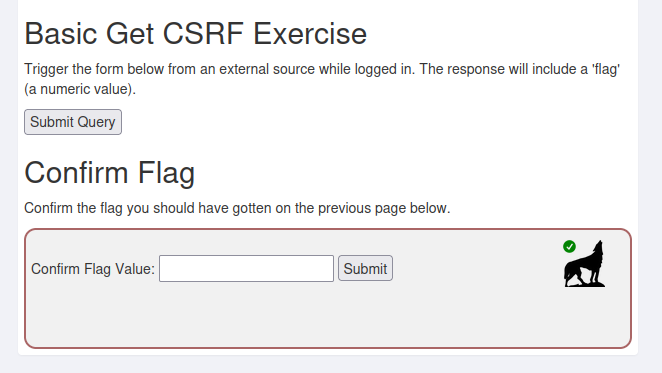 Basic Get CSRF Exercise
Trigger the form below from an external source while logged in. The response will include a 'flag'
(a numeric value).
Submit Query
Confirm Flag
Confirm the flag you should have gotten on the previous page below.
Confirm Flag Value: Submit